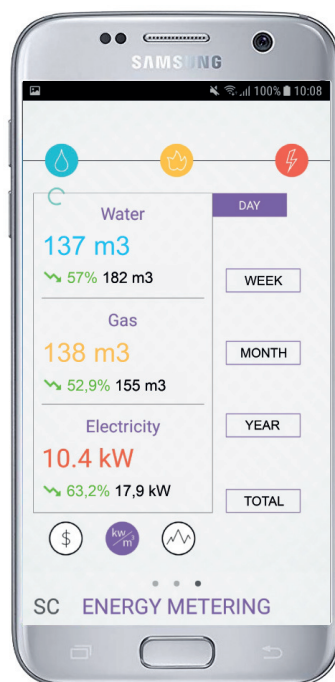 SAMSUNG
100% 10:08
Water
DAY
137 m3
57% 182 m3
WEEK
Gas
138 m3
MONTH
52,9% 155 m3
Electricity
YEAR
10.4 kW
63,2% 17,9 kW
TOTAL
$
kw/m³
SC ENERGY METERING